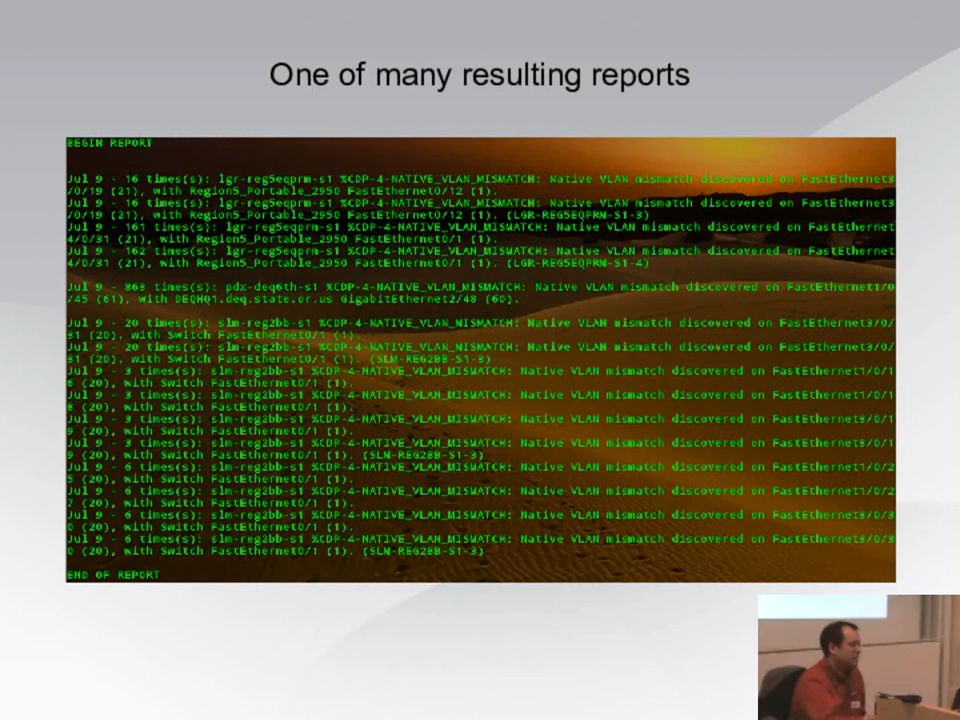 One of many resulting reports
BEGIN REPORT
Jul 9 - 16 times(s): lgr-reg5eqprm-s1 %CDP-4-NATIVE_VLAN_MISMATCH: Native VLAN mismatch discovered on FastEthernet3
/0/19 (21), with Region5_Portable_2950 FastEthernet0/12 (1).
Jul 9 - 16 times(s): lgr-reg5eqprm-s1 %CDP-4-NATIVE_VLAN_MISMATCH: Native VLAN mismatch discovered on FastEthernet3
/0/19 (21), with Region5_Portable_2950 FastEthernet0/12 (1). (LGR-REG5EQPRM-S1-3)
Jul 9 - 161 times(s): lgr-reg5eqprm-s1 %CDP-4-NATIVE_VLAN_MISMATCH: Native VLAN mismatch discovered on FastEthernet
4/0/31 (21), with Region5_Portable_2950 FastEthernet0/1 (1).
Jul 9 - 162 times(s): lgr-reg5eqprm-s1 %CDP-4-NATIVE_VLAN_MISMATCH: Native VLAN mismatch discovered on FastEthernet
4/0/31 (21), with Region5_Portable_2950 FastEthernet0/1 (1). (LGR-REG5EQPRM-S1-4)
Jul 9 - 868 times(s): pdx-deq6th-s1 %CDP-4-NATIVE_VLAN_MISMATCH: Native VLAN mismatch discovered on FastEthernet1/0
/45 (61), with DEQHQ1.deq.state.or.us GigabitEthernet2/48 (60).
Jul 9 - 20 times(s): slm-reg2bb-s1 %CDP-4-NATIVE_VLAN_MISMATCH: Native VLAN mismatch discovered on FastEthernet3/0/
31 (20), with Switch FastEthernet0/1 (1).
Jul 9 - 20 times(s): slm-reg2bb-s1 %CDP-4-NATIVE_VLAN_MISMATCH: Native VLAN mismatch discovered on FastEthernet3/0/
31 (20), with Switch FastEthernet0/1 (1). (SLM-REG2BB-S1-3)
Jul 9 - 3 times(s): slm-reg2bb-s1 %CDP-4-NATIVE_VLAN_MISMATCH: Native VLAN mismatch discovered on FastEthernet1/0/1
6 (20), with Switch FastEthernet0/1 (1).
Jul 9 - 3 times(s): slm-reg2bb-s1 %CDP-4-NATIVE_VLAN_MISMATCH: Native VLAN mismatch discovered on FastEthernet1/0/1
8 (20), with Switch FastEthernet0/1 (1).
Jul 9 - 3 times(s): slm-reg2bb-s1 %CDP-4-NATIVE_VLAN_MISMATCH: Native VLAN mismatch discovered on FastEthernet3/0/1
9 (20), with Switch FastEthernet0/1 (1).
Jul 9 - 3 times(s): slm-reg2bb-s1 %CDP-4-NATIVE_VLAN_MISMATCH: Native VLAN mismatch discovered on FastEthernet3/0/1
9 (20), with Switch FastEthernet0/1 (1). (SLM-REG2BB-S1-3)
Jul 9 - 6 times(s): slm-reg2bb-s1 %CDP-4-NATIVE_VLAN_MISMATCH: Native VLAN mismatch discovered on FastEthernet1/0/2
5 (20), with Switch FastEthernet0/1 (1).
Jul 9 - 6 times(s): slm-reg2bb-s1 %CDP-4-NATIVE_VLAN_MISMATCH: Native VLAN mismatch discovered on FastEthernet1/0/2
7 (20), with Switch FastEthernet0/1 (1).
Jul 9 - 6 times(s): slm-reg2bb-s1 %CDP-4-NATIVE_VLAN_MISMATCH: Native VLAN mismatch discovered on FastEthernet3/0/3
0 (20), with Switch FastEthernet0/1 (1).
Jul 9 - 6 times(s): slm-reg2bb-s1 %CDP-4-NATIVE_VLAN_MISMATCH: Native VLAN mismatch discovered on FastEthernet3/0/3
0 (20), with Switch FastEthernet0/1 (1). (SLM-REG2BB-S1-3)
END OF REPORT